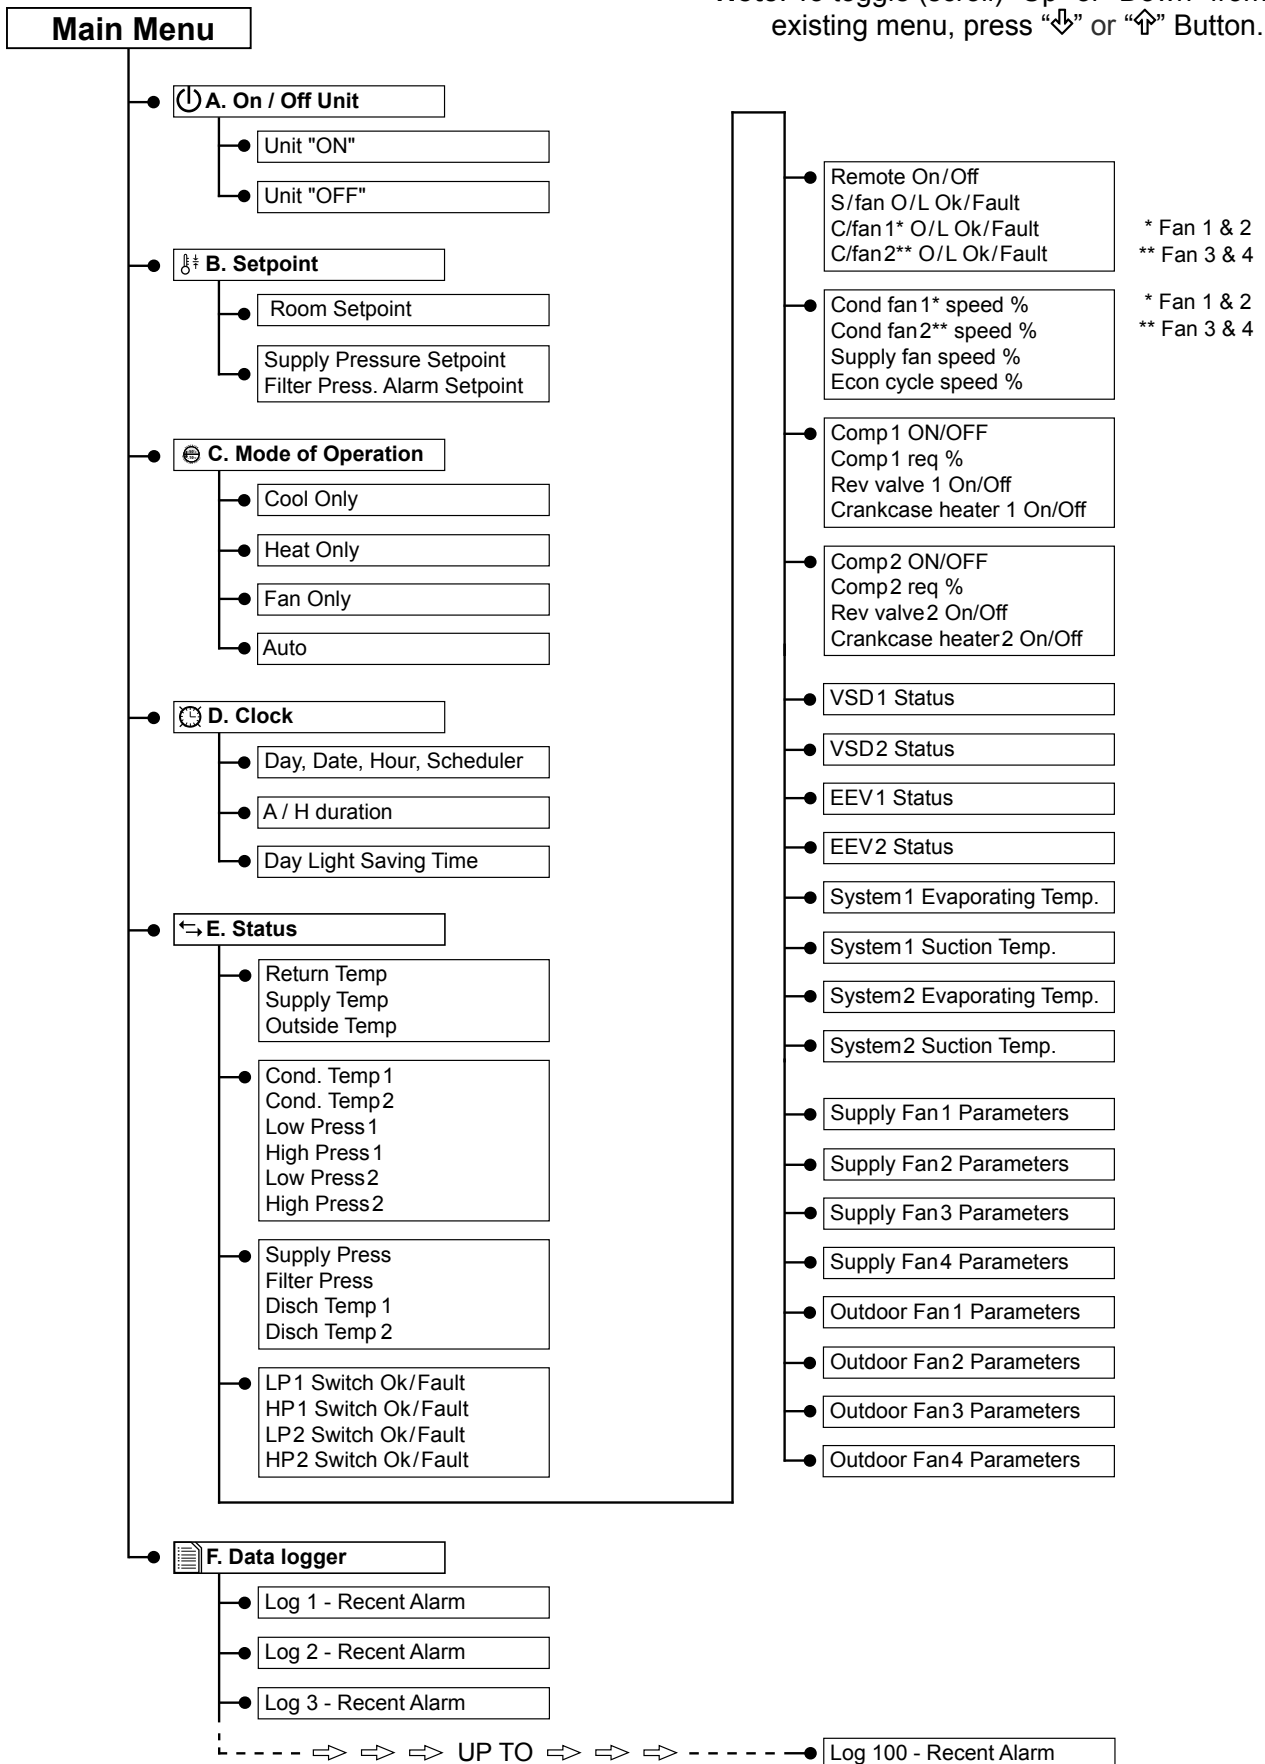 existing menu, press “⇩” or “⇧” Button.
Main Menu
A. On / Off Unit
Unit "ON"
Unit "OFF"
B. Setpoint
Room Setpoint
Supply Pressure Setpoint
Filter Press. Alarm Setpoint
C. Mode of Operation
Cool Only
Heat Only
Fan Only
Auto
D. Clock
Day, Date, Hour, Scheduler
A / H duration
Day Light Saving Time
E. Status
Return Temp
Supply Temp
Outside Temp
Cond. Temp 1
Cond. Temp 2
Low Press 1
High Press 1
Low Press 2
High Press 2
Supply Press
Filter Press
Disch Temp 1
Disch Temp 2
LP1 Switch Ok/Fault
HP1 Switch Ok/Fault
LP2 Switch Ok/Fault
HP2 Switch Ok/Fault
Remote On/Off
S/fan O/L Ok/Fault
C/fan1* O/L Ok/Fault
C/fan2** O/L Ok/Fault
* Fan 1 & 2
** Fan 3 & 4
Cond fan1* speed %
Cond fan2** speed %
Supply fan speed %
Econ cycle speed %
* Fan 1 & 2
** Fan 3 & 4
Comp1 ON/OFF
Comp1 req %
Rev valve 1 On/Off
Crankcase heater 1 On/Off
Comp2 ON/OFF
Comp2 req %
Rev valve2 On/Off
Crankcase heater2 On/Off
VSD1 Status
VSD2 Status
EEV1 Status
EEV2 Status
System1 Evaporating Temp.
System1 Suction Temp.
System2 Evaporating Temp.
System2 Suction Temp.
Supply Fan1 Parameters
Supply Fan2 Parameters
Supply Fan3 Parameters
Supply Fan4 Parameters
Outdoor Fan1 Parameters
Outdoor Fan2 Parameters
Outdoor Fan3 Parameters
Outdoor Fan4 Parameters
F. Data logger
Log 1 - Recent Alarm
Log 2 - Recent Alarm
Log 3 - Recent Alarm
UP TO
Log 100 - Recent Alarm